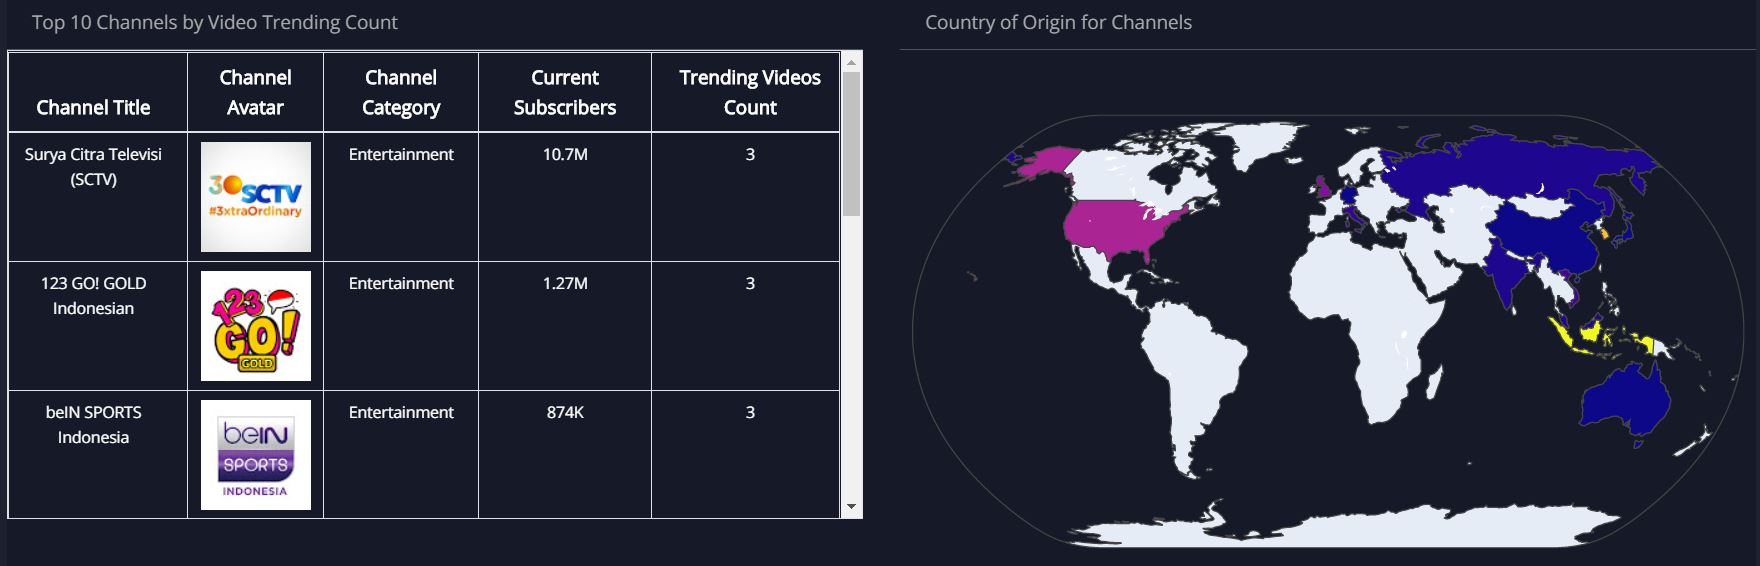 Top 10 Channels by Video Trending Count
Country of Origin for Channels
Channel Title
Channel
Avatar
Channel
Category
Current
Subscribers
Trending Videos
Count
Surya Citra Televisi
(SCTV)
30
SCTV
#3xtraOrdinary
Entertainment
10.7M
3
123 GO! GOLD
Indonesian
123
GO!
GOLD
Entertainment
1.27M
3
beIN SPORTS
Indonesia
beIN
SPORTS
INDONESIA
Entertainment
874K
3